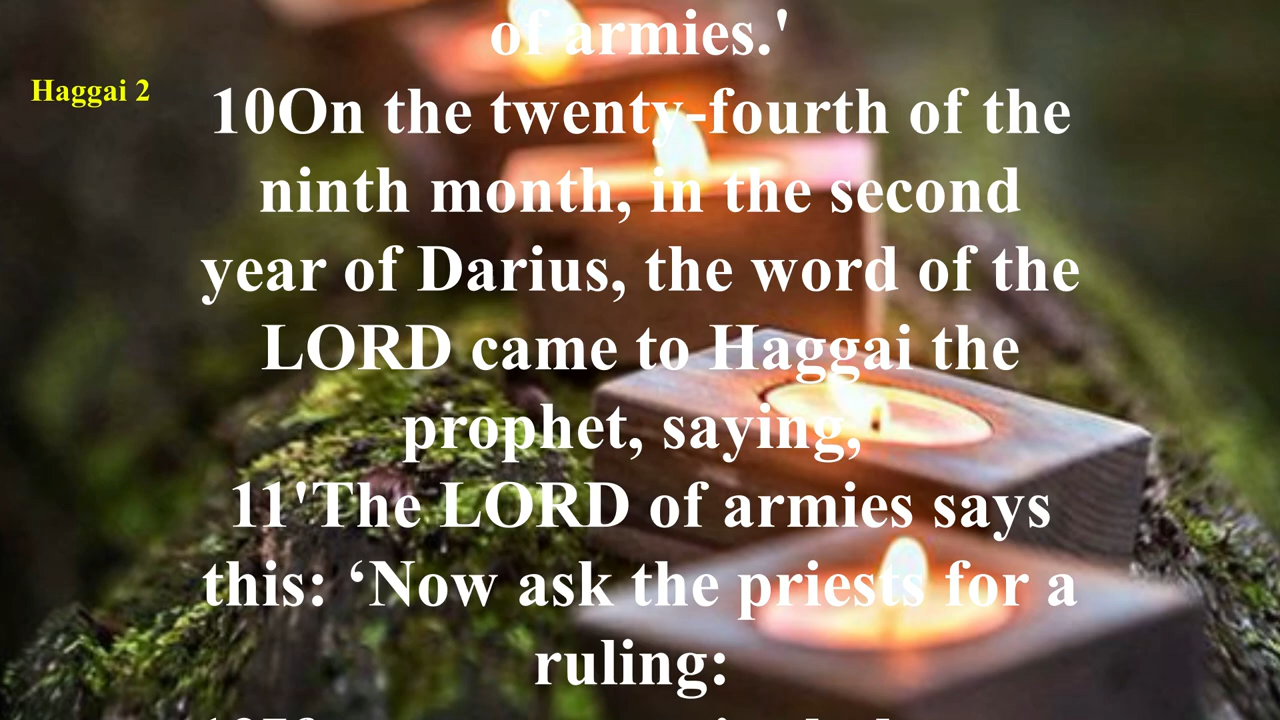 of armies.'
Haggai 2
10On the twenty-fourth of the
ninth month, in the second
year of Darius, the word of the
LORD came to Haggai the
prophet, saying,
11'The LORD of armies says
this: ‘Now ask the priests for a
ruling: